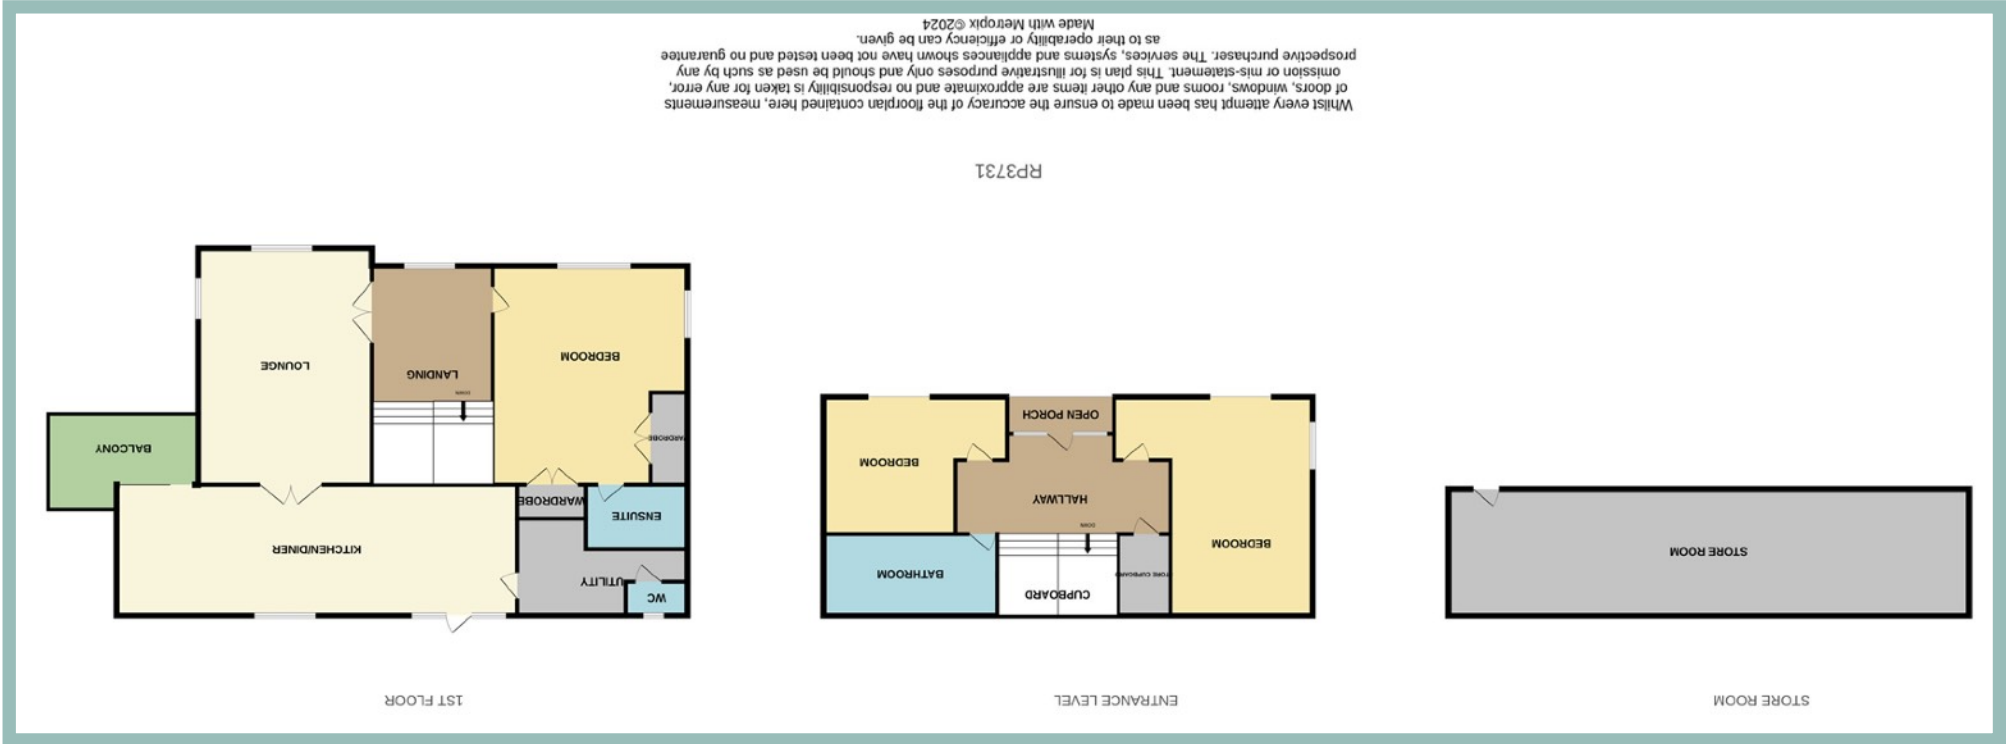 STORE ROOM
ENTRANCE LEVEL
1ST FLOOR
STORE ROOM
CUPBOARD
STORE CUPBOARD
BATHROOM
BEDROOM
DOWN
HALLWAY
BEDROOM
OPEN PORCH
WC
UTILITY
KITCHEN/DINER
ENSUITE
WARDROBE
BALCONY
WARDROBE
DOWN
LANDING
LOUNGE
BEDROOM
RP3731
Whilst every attempt has been made to ensure the accuracy of the floorplan contained here, measurements
of doors, windows, rooms and any other items are approximate and no responsibility is taken for any error,
omission or mis-statement. This plan is for illustrative purposes only and should be used as such by any
prospective purchaser. The services, systems and appliances shown have not been tested and no guarantee
as to their operability or efficiency can be given.
Made with Metropix ©2024